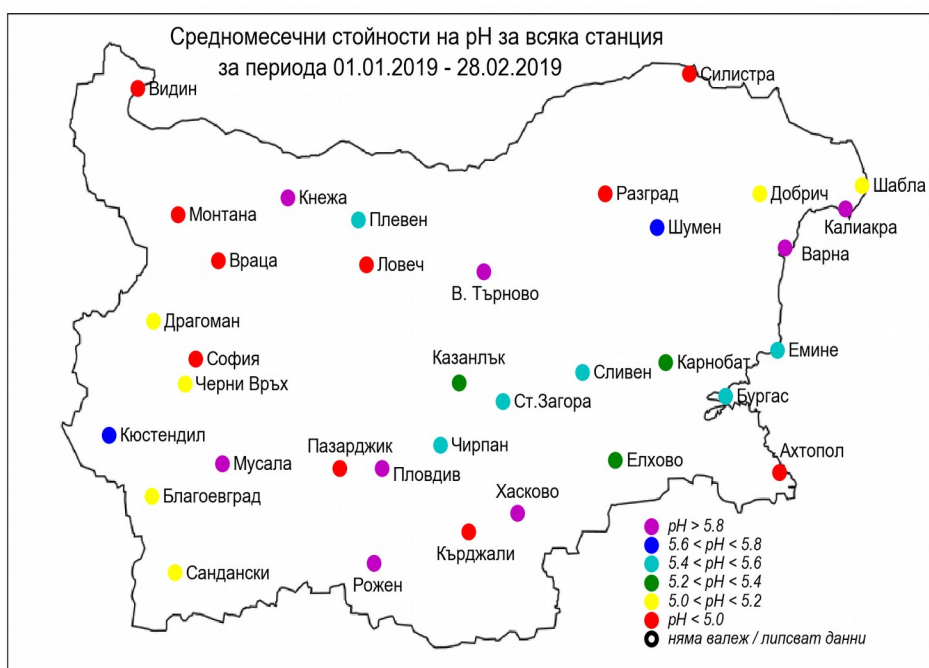 Средномесечни стойности на pH за всяка станция
за периода 01.01.2019 - 28.02.2019
Видин
Силистра
Кнежа
Монтана
Плевен
Разград
Добрич
Шабла
Калиакра
Шумен
Враца
Ловеч
В. Търново
Варна
Драгоман
София
Черни Връх
Казанлък
Ст.Загора
Сливен
Карнобат
Емине
Бургас
Кюстендил
Мусала
Пазарджик
Чирпан
Пловдив
Елхово
Ахтопол
Благоевград
Хасково
Кърджали
Сандански
Рожен
pH > 5.8
5.6 < pH < 5.8
5.4 < pH < 5.6
5.2 < pH < 5.4
5.0 < pH < 5.2
pH < 5.0
няма валеж / липсват данни